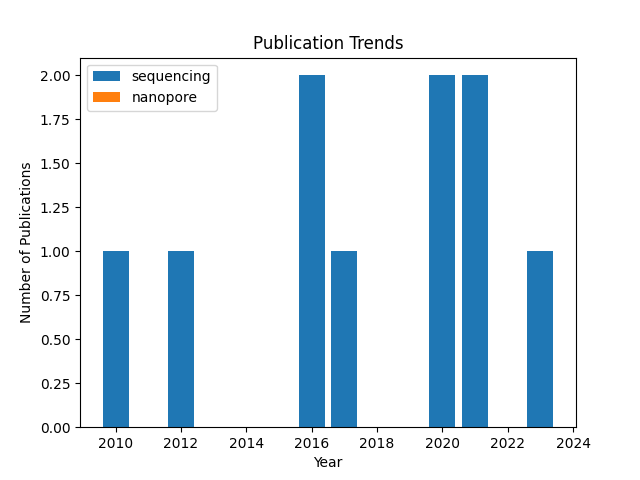 Publication Trends
sequencing
nanopore
2.00
1.75
1.50
1.25
1.00
0.75
0.50
0.25
0.00
Number of Publications
2010 2012 2014 2016 2018 2020 2022 2024
Year